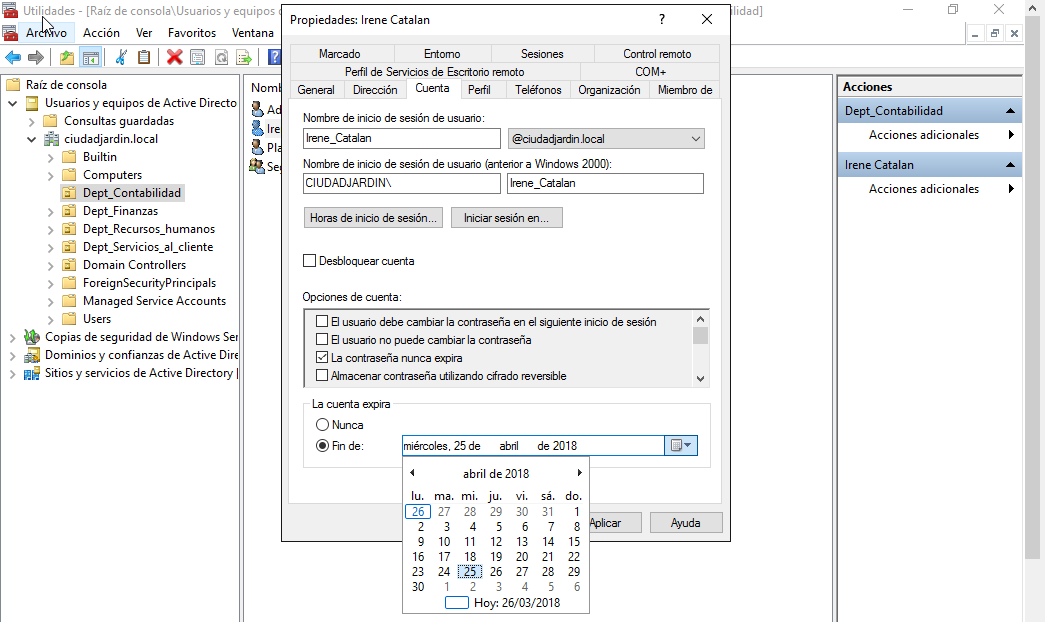 Utilidades - [Raíz de consola\Usuarios y equipos d
lidad]
Archivo Acción Ver Favoritos Ventana
Raíz de consola
Usuarios y equipos de Active Directo
Consultas guardadas
ciudadjardin.local
Builtin
Computers
Dept_Contabilidad
Dept_Finanzas
Dept_Recursos_humanos
Dept_Servicios_al_cliente
Domain Controllers
ForeignSecurityPrincipals
Managed Service Accounts
Users
Copias de seguridad de Windows Ser
Dominios y confianzas de Active Dire
Sitios y servicios de Active Directory [
Nomb
Ad
Ire
Pla
Seg
Propiedades: Irene Catalan ?
Marcado Entorno Sesiones Control remoto
Perfil de Servicios de Escritorio remoto COM+
General Dirección Cuenta Perfil Teléfonos Organización Miembro de
Nombre de inicio de sesión de usuario:
Irene_Catalan @ciudadjardin.local
Nombre de inicio de sesión de usuario (anterior a Windows 2000):
CIUDADJARDIN\ Irene_Catalan
Horas de inicio de sesión... Iniciar sesión en...
Desbloquear cuenta
Opciones de cuenta:
El usuario debe cambiar la contraseña en el siguiente inicio de sesión
El usuario no puede cambiar la contraseña
La contraseña nunca expira
Almacenar contraseña utilizando cifrado reversible
La cuenta expira
Nunca
Fin de: miércoles, 25 de abril de 2018
abril de 2018
lu. ma. mi. ju. vi. sá. do.
26 27 28 29 30 31 1
2 3 4 5 6 7 8
9 10 11 12 13 14 15
16 17 18 19 20 21 22
23 24 25 26 27 28 29
30 1 2 3 4 5 6
Hoy: 26/03/2018
Aplicar Ayuda
Acciones
Dept_Contabilidad
Acciones adicionales
Irene Catalan
Acciones adicionales